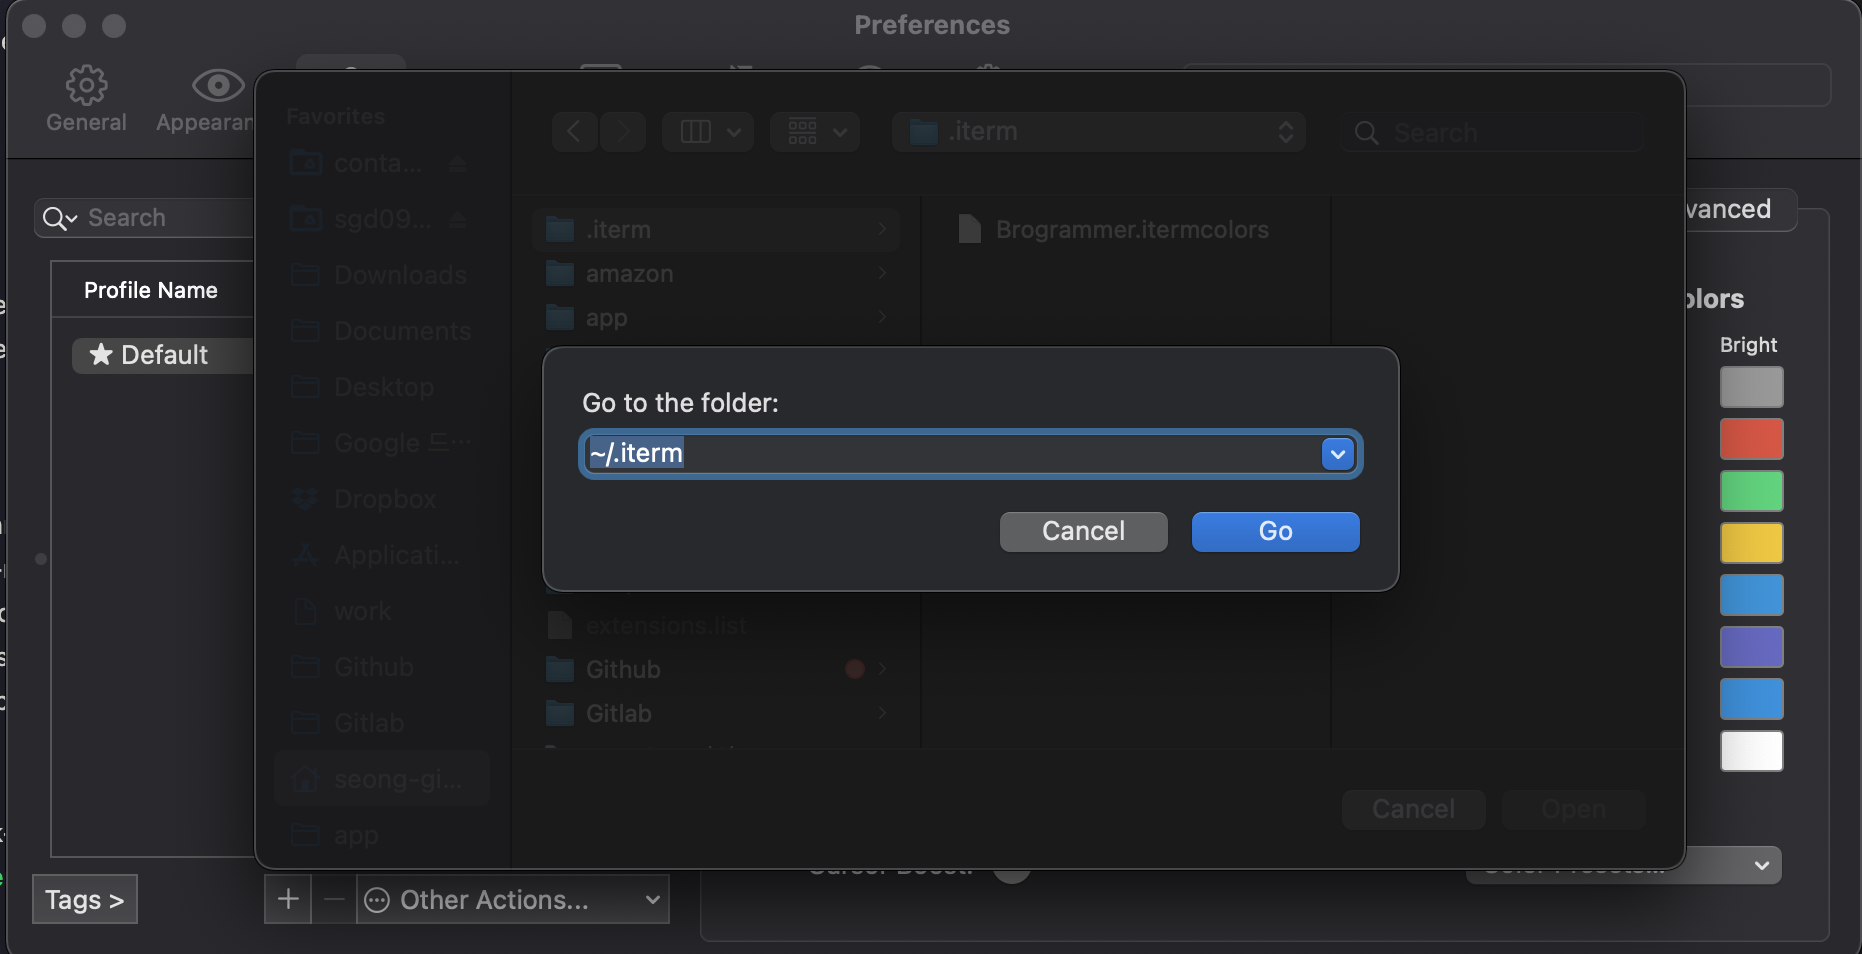 Preferences
General
Appearan
Favorites
.iterm
Search
conta...
sgd09...
Search
vanced
.iterm
Brogrammer.itermcolors
Downloads
amazon
Profile Name
olors
app
Documents
Bright
Default
Desktop
Go to the folder:
Google 드...
~/.iterm
Dropbox
Cancel
Go
Applicati...
work
extensions.list
Github
Github
Gitlab
Gitlab
seong-gi...
Cancel
Open
app
Tags >
+
−
Other Actions...